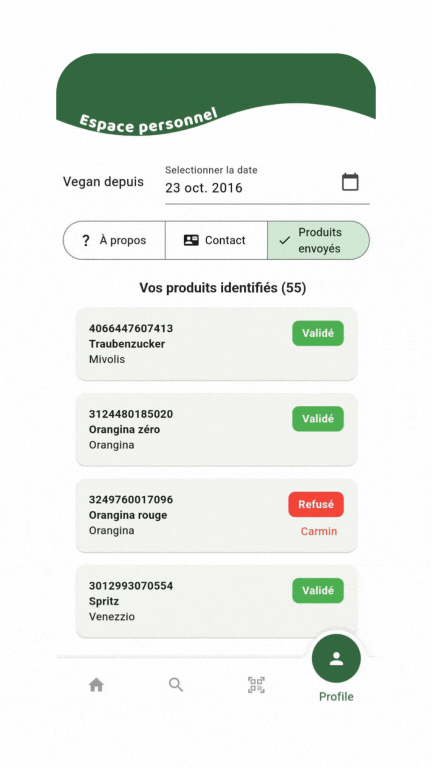 Espace personnel
Selectionner la date
Vegan depuis
23 oct. 2016
? À propos
Contact
Produits
envoyés
Vos produits identifiés (55)
4066447607413
Validé
Traubenzucker
Mivolis
3124480185020
Validé
Orangina zéro
Orangina
3249760017096
Refusé
Orangina rouge
Orangina
Carmin
3012993070554
Validé
Spritz
Venezzio
Profile